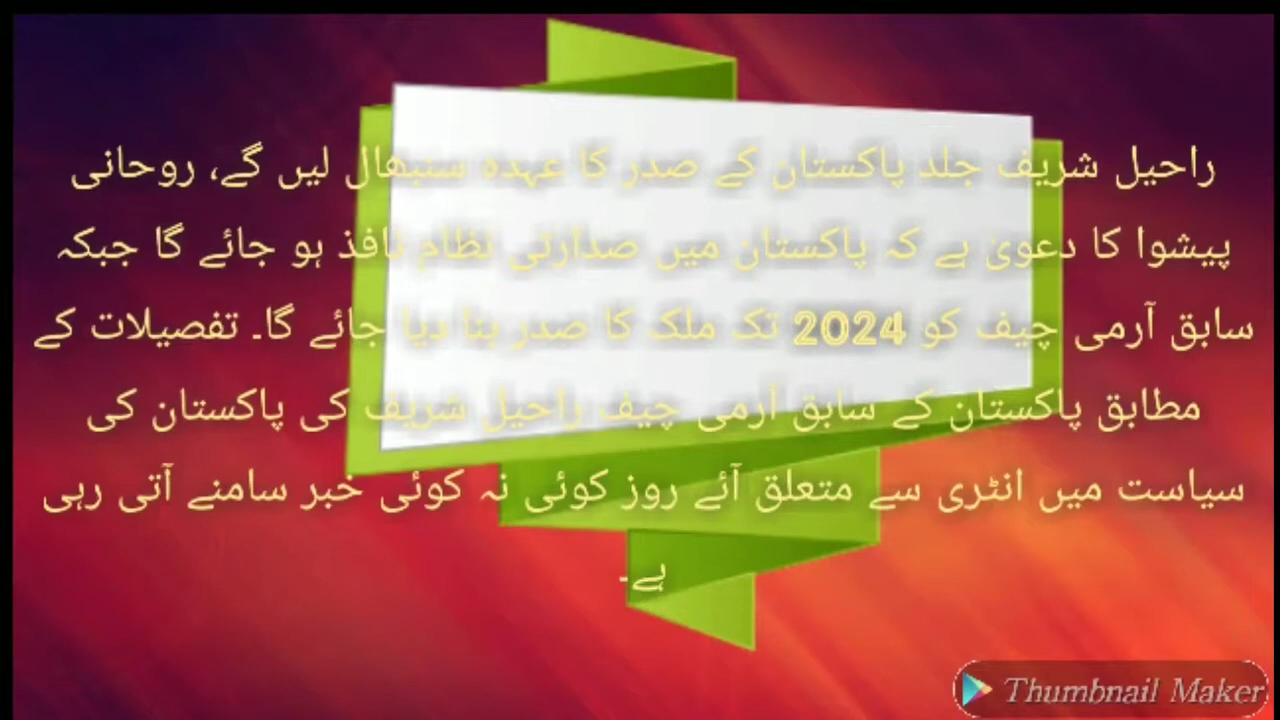 راحیل شریف جلد پاکستان کے صدر کا عہدہ سنبھال لیں گے، روحانی
پیشوا کا دعویٰ ہے کہ پاکستان میں صدارتی نظام نافذ ہو جائے گا جبکہ
سابق آرمی چیف کو 2024 تک ملک کا صدر بنا دیا جائے گا۔ تفصیلات کے
مطابق پاکستان کے سابق آرمی چیف راحیل شریف کی پاکستان کی
سیاست میں انٹری سے متعلق آئے روز کوئی نہ کوئی خبر سامنے آتی رہی
ہے۔
Thumbnail Maker